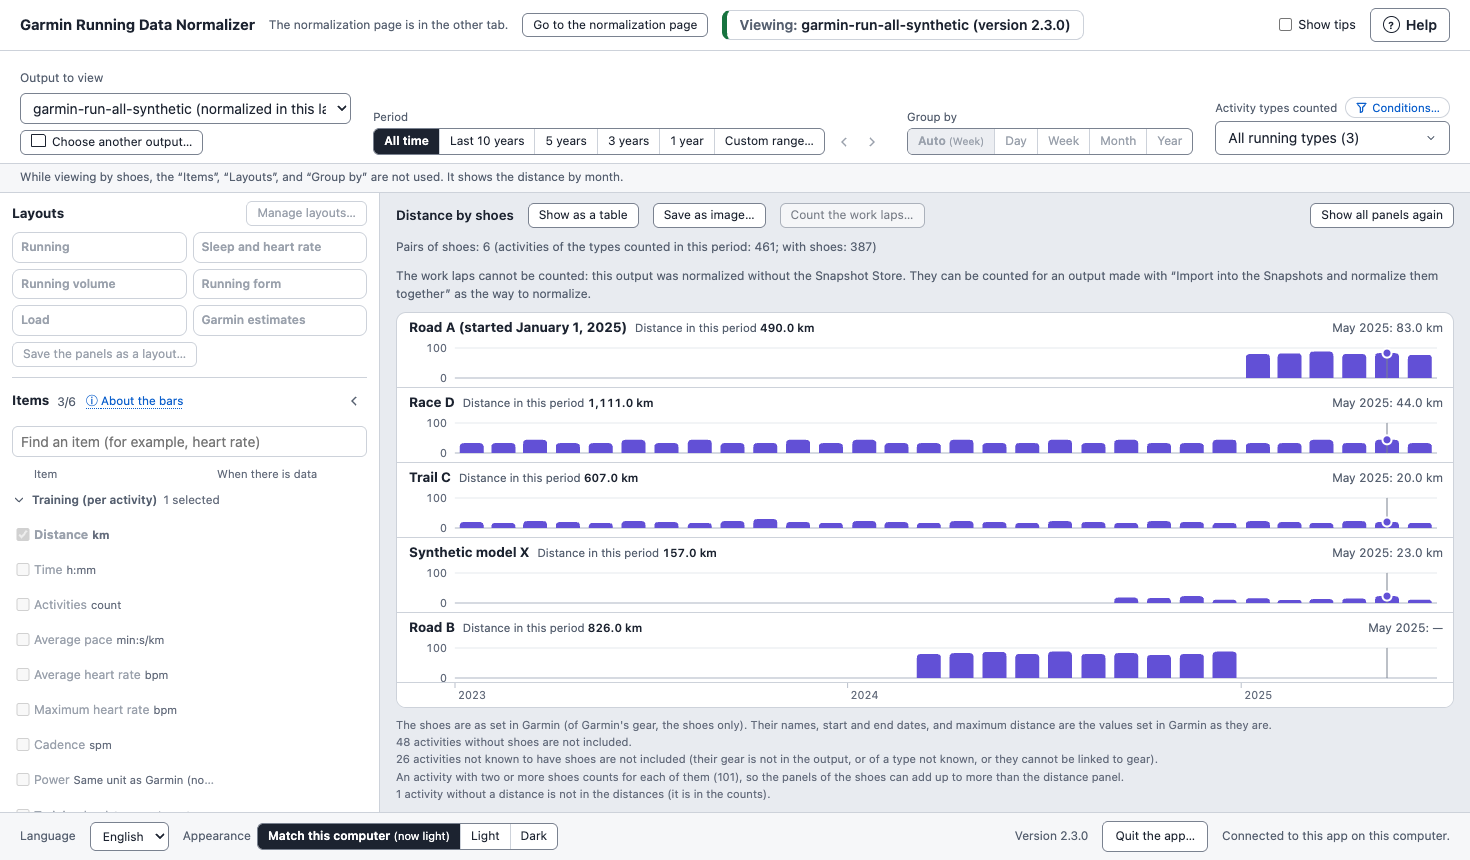 Garmin Running Data Normalizer
The normalization page is in the other tab.
Go to the normalization page
Viewing: garmin-run-all-synthetic (version 2.3.0)
Show tips
Help
Output to view
garmin-run-all-synthetic (normalized in this la
Choose another output...
Period
All time
Last 10 years
5 years
3 years
1 year
Custom range...
Group by
Auto (Week)
Day
Week
Month
Year
Activity types counted
Conditions...
All running types (3)
While viewing by shoes, the “Items”, “Layouts”, and “Group by” are not used. It shows the distance by month.
Layouts
Manage layouts...
Running
Sleep and heart rate
Running volume
Running form
Load
Garmin estimates
Save the panels as a layout...
Items 3/6
About the bars
Find an item (for example, heart rate)
Item
When there is data
Training (per activity) 1 selected
Distance km
Time h:mm
Activities count
Average pace min:s/km
Average heart rate bpm
Maximum heart rate bpm
Cadence spm
Power Same unit as Garmin (no...
Distance by shoes
Show as a table
Save as image...
Count the work laps...
Show all panels again
Pairs of shoes: 6 (activities of the types counted in this period: 461; with shoes: 387)
The work laps cannot be counted: this output was normalized without the Snapshot Store. They can be counted for an output made with “Import into the Snapshots and normalize them
together” as the way to normalize.
Road A (started January 1, 2025) Distance in this period 490.0 km
May 2025: 83.0 km
100
0
Race D Distance in this period 1,111.0 km
May 2025: 44.0 km
100
0
Trail C Distance in this period 607.0 km
May 2025: 20.0 km
100
0
Synthetic model X Distance in this period 157.0 km
May 2025: 23.0 km
100
0
Road B Distance in this period 826.0 km
May 2025: —
100
0
2023
2024
2025
The shoes are as set in Garmin (of Garmin's gear, the shoes only). Their names, start and end dates, and maximum distance are the values set in Garmin as they are.
48 activities without shoes are not included.
26 activities not known to have shoes are not included (their gear is not in the output, or of a type not known, or they cannot be linked to gear).
An activity with two or more shoes counts for each of them (101), so the panels of the shoes can add up to more than the distance panel.
1 activity without a distance is not in the distances (it is in the counts).
Language
English
Appearance
Match this computer (now light)
Light
Dark
Version 2.3.0
Quit the app...
Connected to this app on this computer.